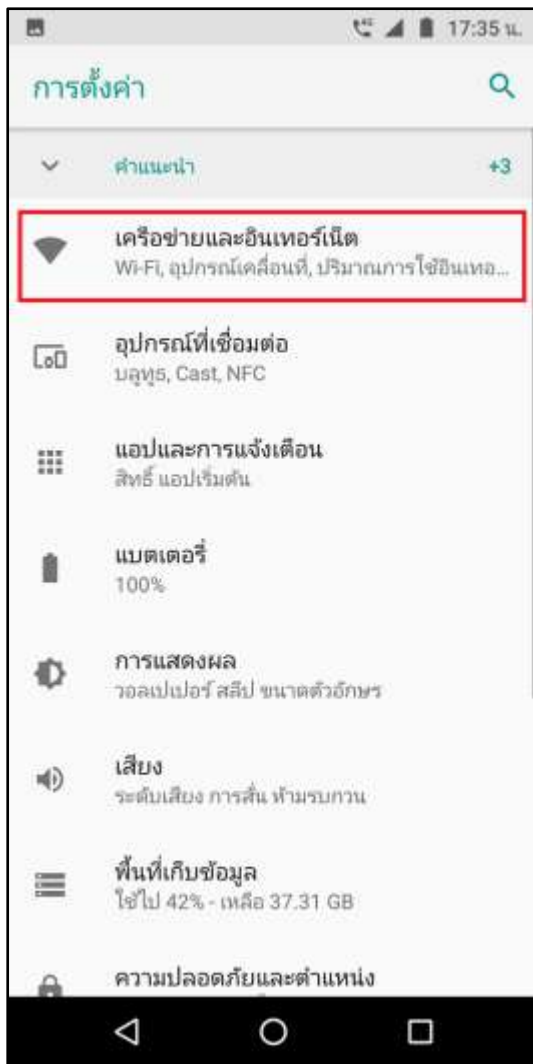 4G 17:35 น.
การตั้งค่า
คำแนะนำ +3
เครือข่ายและอินเทอร์เน็ต
Wi-Fi, อุปกรณ์เคลื่อนที่, ปริมาณการใช้อินเทอ...
อุปกรณ์ที่เชื่อมต่อ
บลูทูธ, Cast, NFC
แอปและการแจ้งเตือน
สิทธิ์ แอปเริ่มต้น
แบตเตอรี่
100%
การแสดงผล
วอลเปเปอร์ สลีป ขนาดตัวอักษร
เสียง
ระดับเสียง การสั่น ห้ามรบกวน
พื้นที่เก็บข้อมูล
ใช้ไป 42% - เหลือ 37.31 GB
ความปลอดภัยและตำแหน่ง